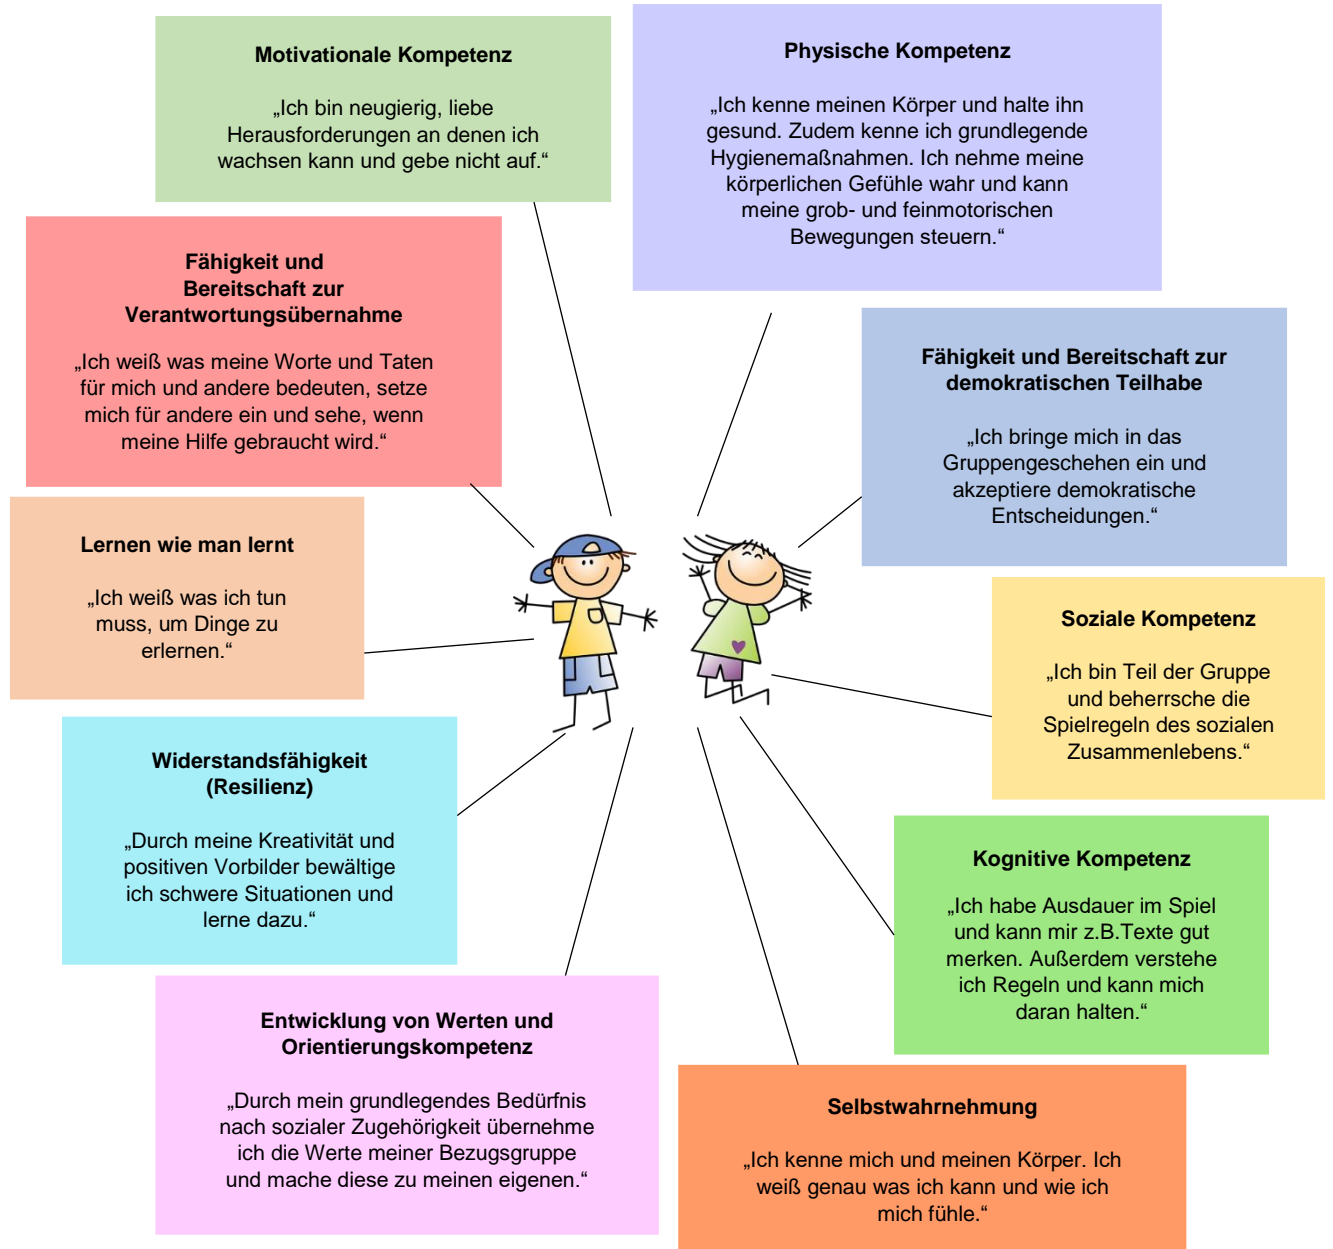 Motivationale Kompetenz
„Ich bin neugierig, liebe
Herausforderungen an denen ich
wachsen kann und gebe nicht auf.“
Physische Kompetenz
„Ich kenne meinen Körper und halte ihn
gesund. Zudem kenne ich grundlegende
Hygienemaßnahmen. Ich nehme meine
körperlichen Gefühle wahr und kann
meine grob- und feinmotorischen
Bewegungen steuern.“
Fähigkeit und
Bereitschaft zur
Verantwortungsübernahme
„Ich weiß was meine Worte und Taten
für mich und andere bedeuten, setze
mich für andere ein und sehe, wenn
meine Hilfe gebraucht wird.“
Fähigkeit und Bereitschaft zur
demokratischen Teilhabe
„Ich bringe mich in das
Gruppengeschehen ein und
akzeptiere demokratische
Entscheidungen.“
Lernen wie man lernt
„Ich weiß was ich tun
muss, um Dinge zu
erlernen.“
Soziale Kompetenz
„Ich bin Teil der Gruppe
und beherrsche die
Spielregeln des sozialen
Zusammenlebens.“
Widerstandsfähigkeit
(Resilienz)
„Durch meine Kreativität und
positiven Vorbilder bewältige
ich schwere Situationen und
lerne dazu.“
Kognitive Kompetenz
„Ich habe Ausdauer im Spiel
und kann mir z.B.Texte gut
merken. Außerdem verstehe
ich Regeln und kann mich
daran halten.“
Entwicklung von Werten und
Orientierungskompetenz
„Durch mein grundlegendes Bedürfnis
nach sozialer Zugehörigkeit übernehme
ich die Werte meiner Bezugsgruppe
und mache diese zu meinen eigenen.“
Selbstwahrnehmung
„Ich kenne mich und meinen Körper. Ich
weiß genau was ich kann und wie ich
mich fühle.“